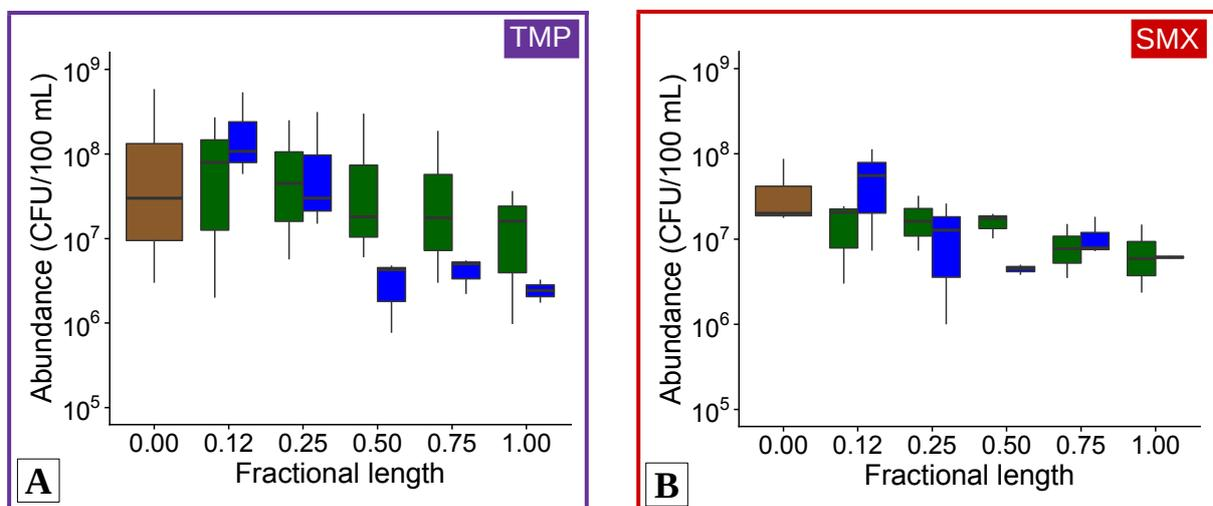 TMP
Abundance (CFU/100 mL)
10⁹
10⁸
10⁷
10⁶
10⁵
0.00 0.12 0.25 0.50 0.75 1.00
Fractional length
A
SMX
Abundance (CFU/100 mL)
10⁹
10⁸
10⁷
10⁶
10⁵
0.00 0.12 0.25 0.50 0.75 1.00
Fractional length
B